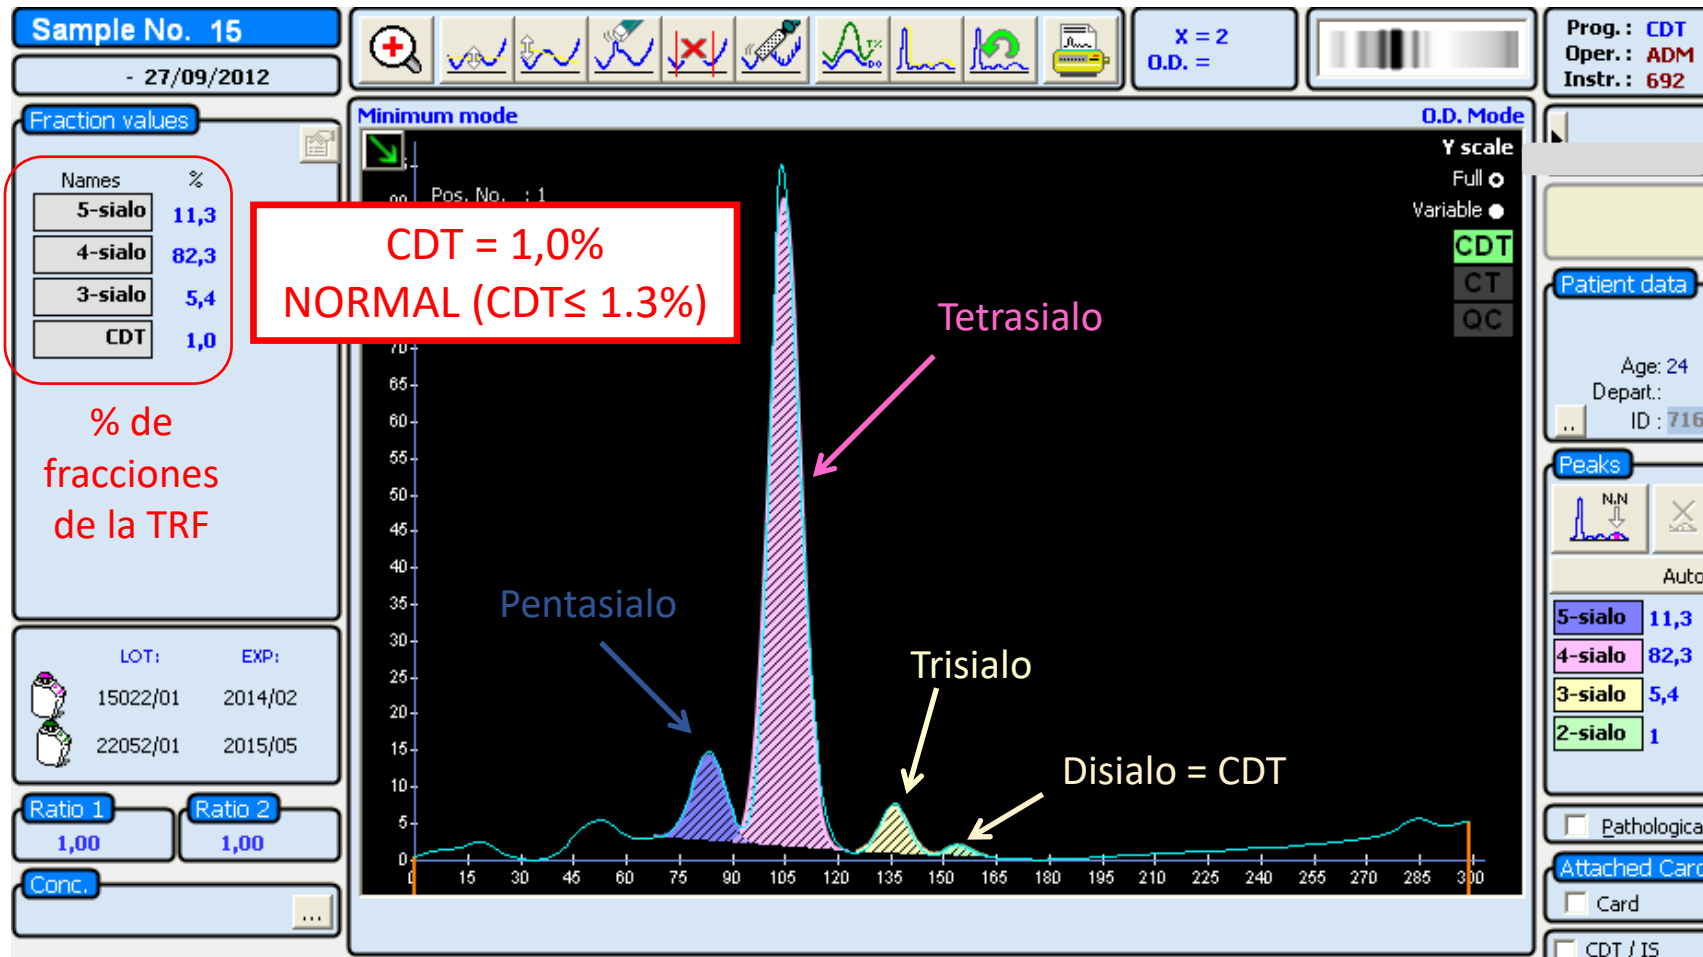 Sample No. 15
- 27/09/2012
X = 2
O.D. =
Prog.: CDT
Oper.: ADM
Instr.: 692
Fraction values
Names %
5-sialo 11,3
4-sialo 82,3
3-sialo 5,4
CDT 1,0
% de
fracciones
de la TRF
LOT: EXP:
15022/01 2014/02
22052/01 2015/05
Ratio 1 Ratio 2
1,00 1,00
Conc.
...
Minimum mode O.D. Mode
Y scale
Full
Variable
CDT
CT
QC
Pos. No. : 1
CDT = 1,0%
NORMAL (CDT≤ 1.3%)
Tetrasialo
Pentasialo
Trisialo
Disialo = CDT
70
65
60
55
50
45
40
35
30
25
20
15
10
5
0
0 15 30 45 60 75 90 105 120 135 150 165 180 195 210 225 240 255 270 285 300
Patient data
Age: 24
Depart.:
.. ID : 716
Peaks
N.N
Auto
5-sialo 11,3
4-sialo 82,3
3-sialo 5,4
2-sialo 1
Pathologica
Attached Card
Card
CDT / IS